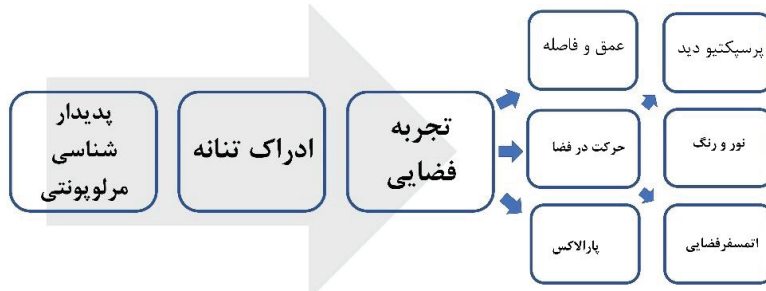 پدیدار
شناسی
مرلوپونتی
ادراک تنانه
تجربه
فضایی
عمق و فاصله
پرسپکتیو دید
حرکت در فضا
نور و رنگ
پارالاکس
اتمسفرفضایی